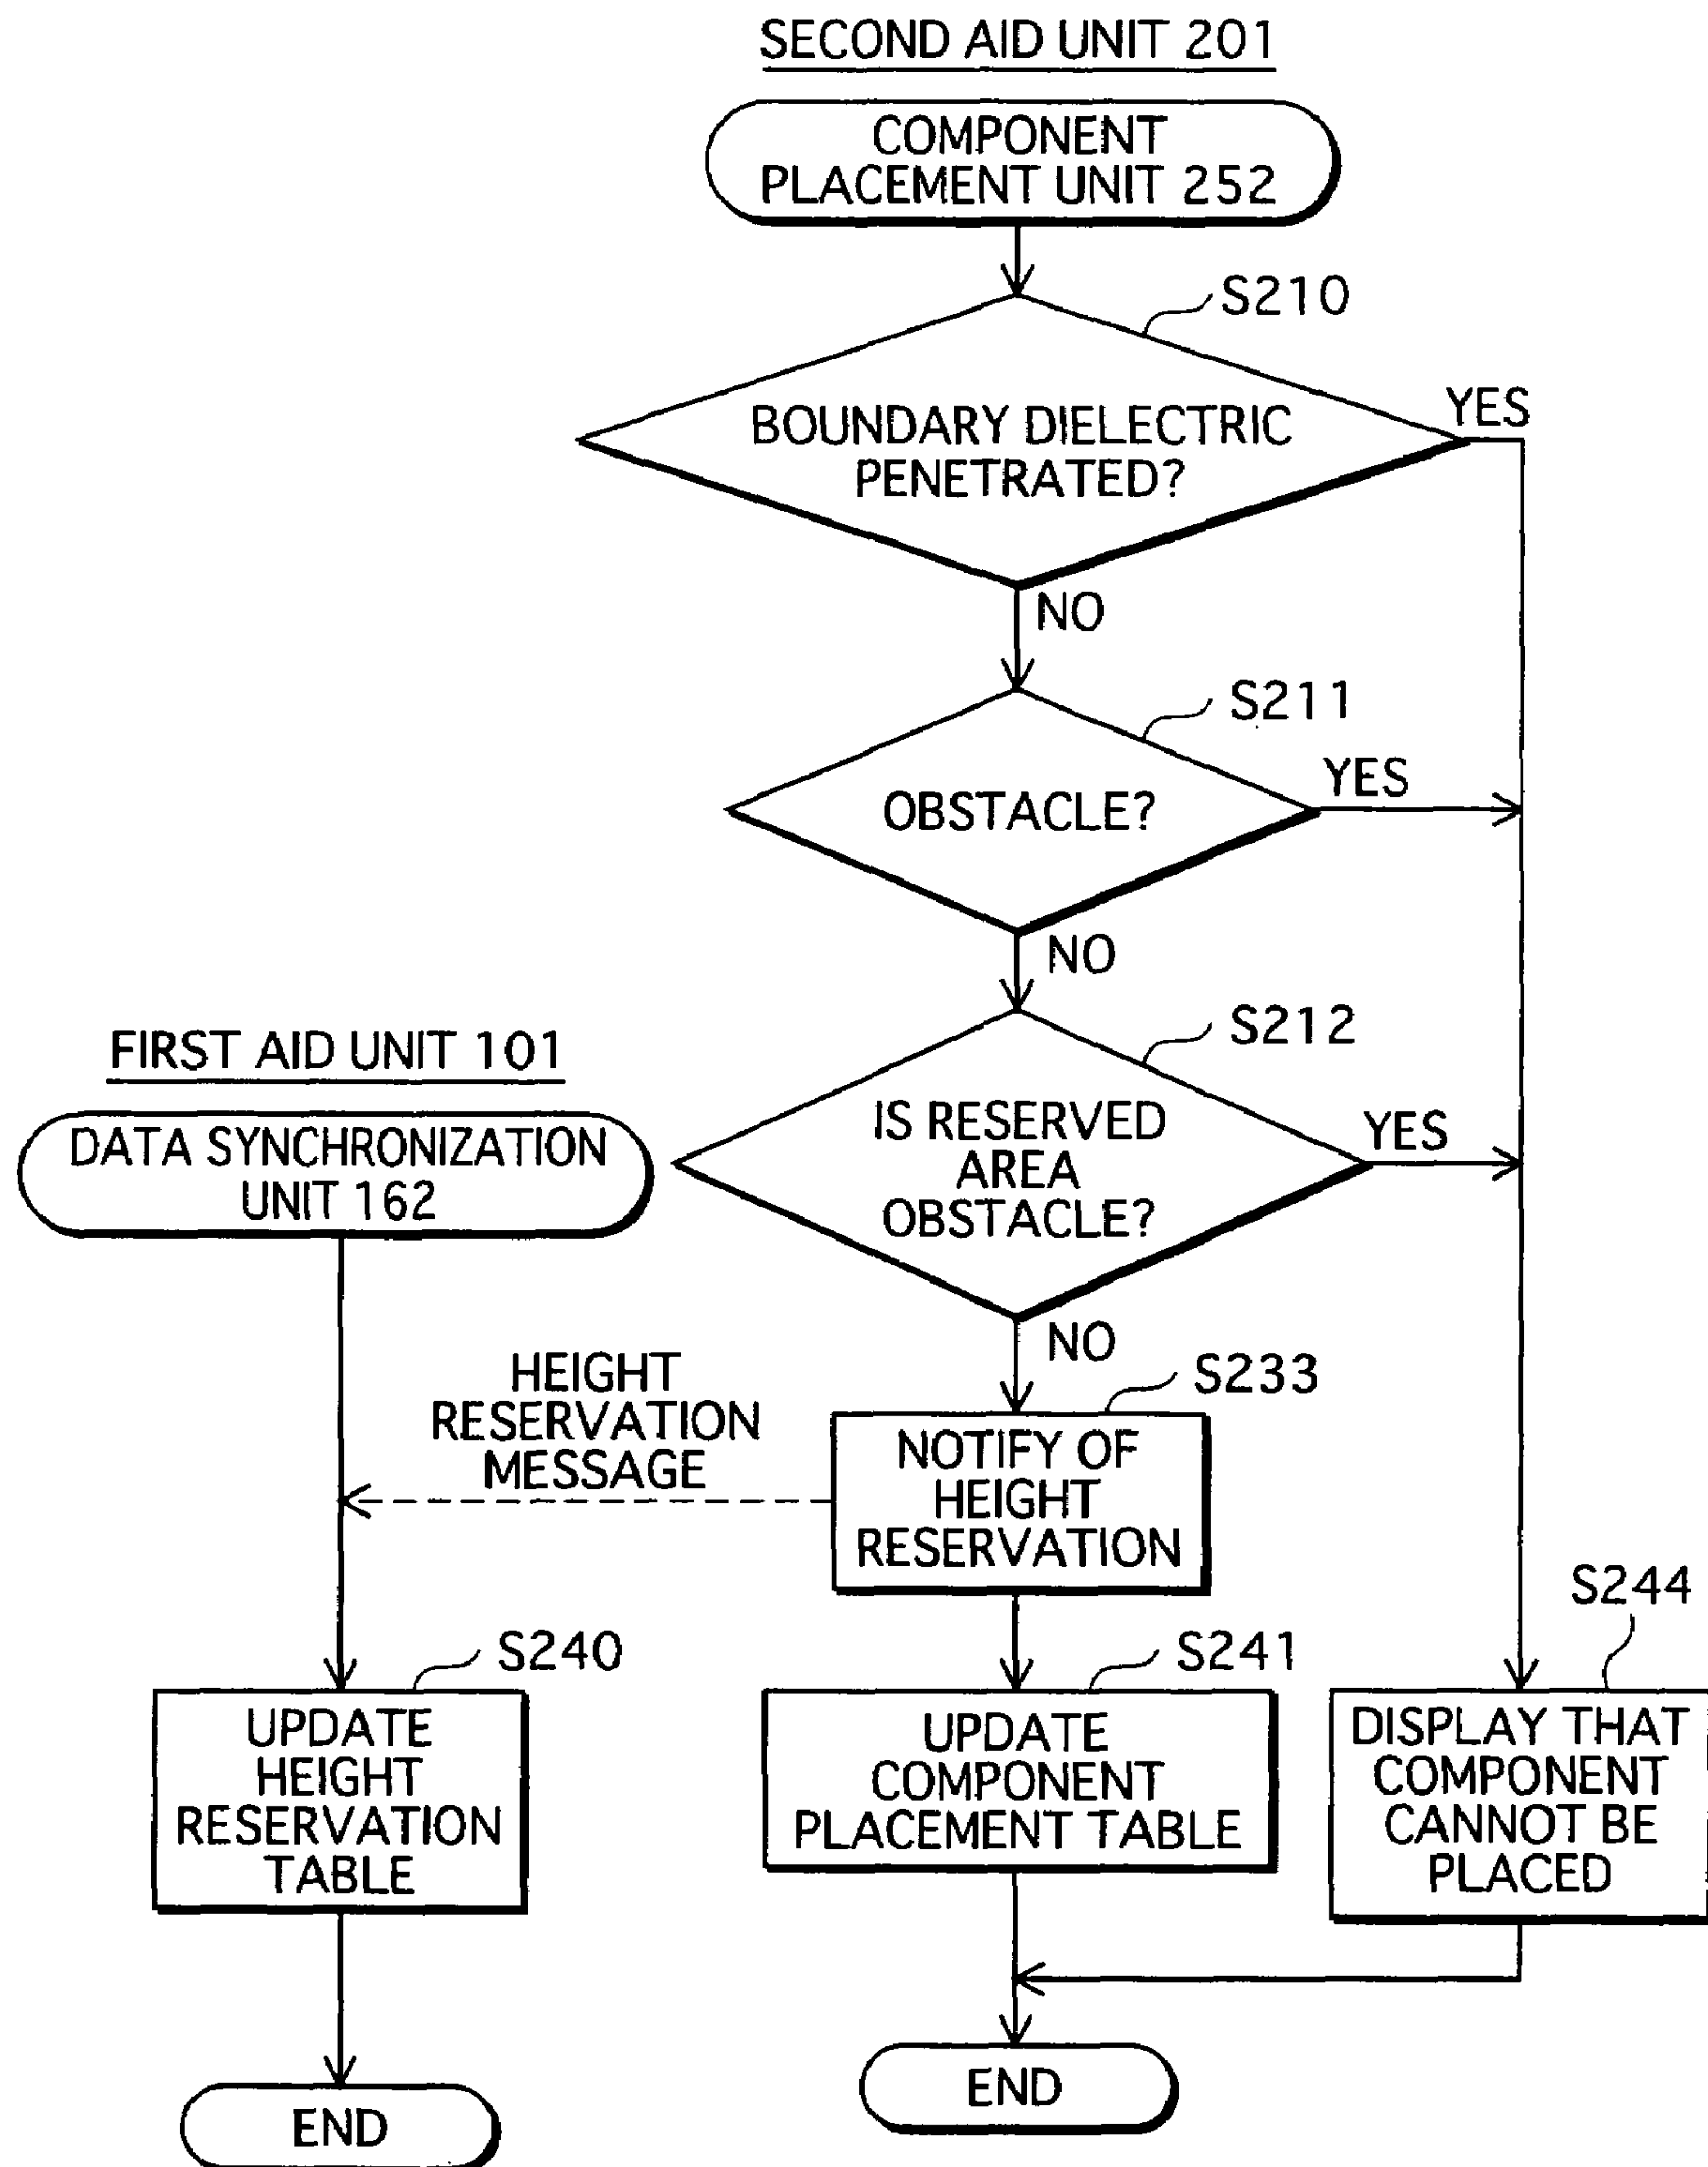 SECOND AID UNIT 201
COMPONENT
PLACEMENT UNIT 252
S210
BOUNDARY DIELECTRIC
PENETRATED?
YES
NO
S211
OBSTACLE?
YES
NO
S212
IS RESERVED
AREA
OBSTACLE?
YES
NO
FIRST AID UNIT 101
DATA SYNCHRONIZATION
UNIT 162
HEIGHT
RESERVATION
MESSAGE
S233
NOTIFY OF
HEIGHT
RESERVATION
S240
UPDATE
HEIGHT
RESERVATION
TABLE
S241
UPDATE
COMPONENT
PLACEMENT TABLE
S244
DISPLAY THAT
COMPONENT
CANNOT BE
PLACED
END
END